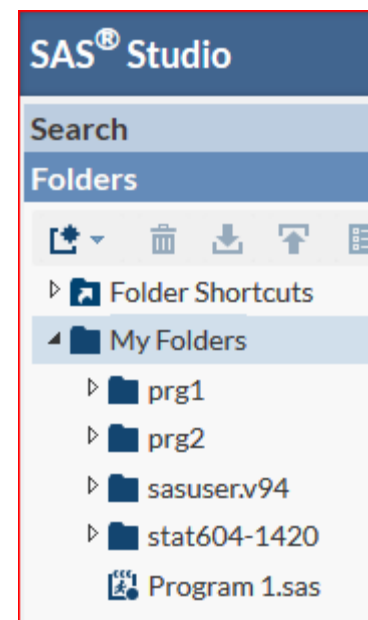 SAS® Studio
Search
Folders
Folder Shortcuts
My Folders
prg1
prg2
sasuser.v94
stat604-1420
Program 1.sas